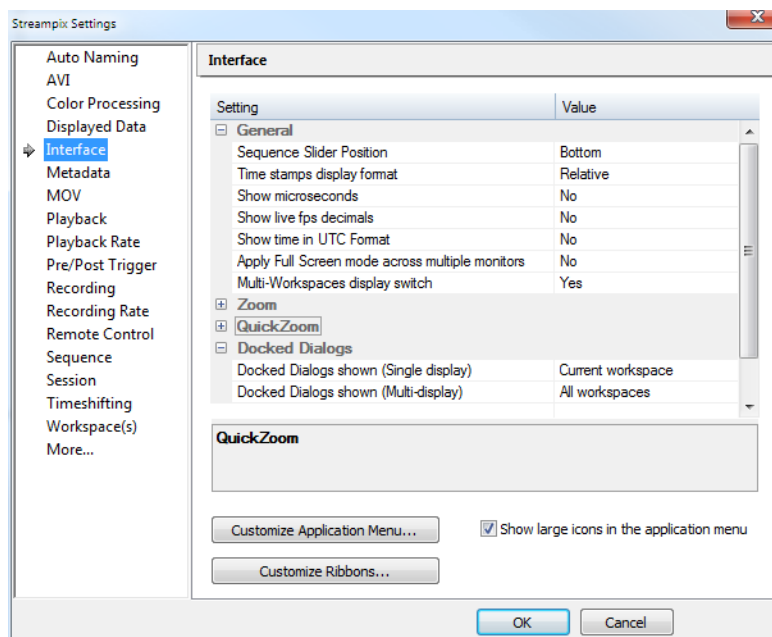 Streampix Settings
Auto Naming
AVI
Color Processing
Displayed Data
Interface
Metadata
MOV
Playback
Playback Rate
Pre/Post Trigger
Recording
Recording Rate
Remote Control
Sequence
Session
Timeshifting
Workspace(s)
More...
Interface
Setting Value
General
Sequence Slider Position Bottom
Time stamps display format Relative
Show microseconds No
Show live fps decimals No
Show time in UTC Format No
Apply Full Screen mode across multiple monitors No
Multi-Workspaces display switch Yes
Zoom
QuickZoom
Docked Dialogs
Docked Dialogs shown (Single display) Current workspace
Docked Dialogs shown (Multi-display) All workspaces
QuickZoom
Customize Application Menu... Show large icons in the application menu
Customize Ribbons...
OK Cancel